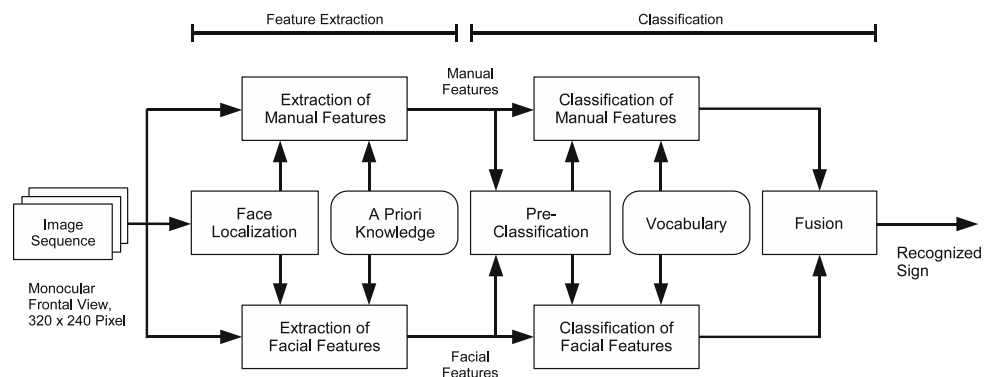 Feature Extraction
Classification
Manual
Features
Extraction of
Manual Features
Classification of
Manual Features
Image
Sequence
Face
Localization
A Priori
Knowledge
Pre-
Classification
Vocabulary
Fusion
Recognized
Sign
Monocular
Frontal View,
320 x 240 Pixel
Extraction of
Facial Features
Classification of
Facial Features
Facial
Features